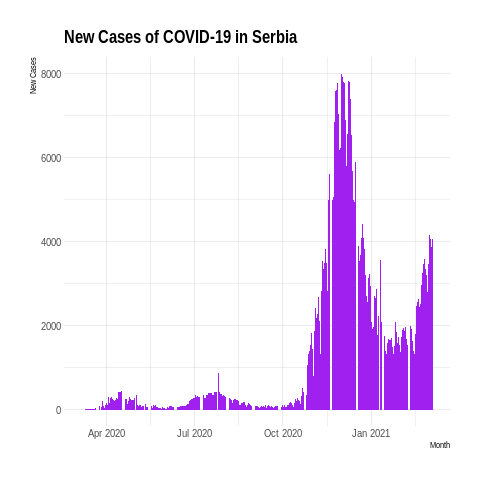 New Cases of COVID-19 in Serbia
New Cases
8000
6000
4000
2000
0
Apr 2020
Jul 2020
Oct 2020
Jan 2021
Month